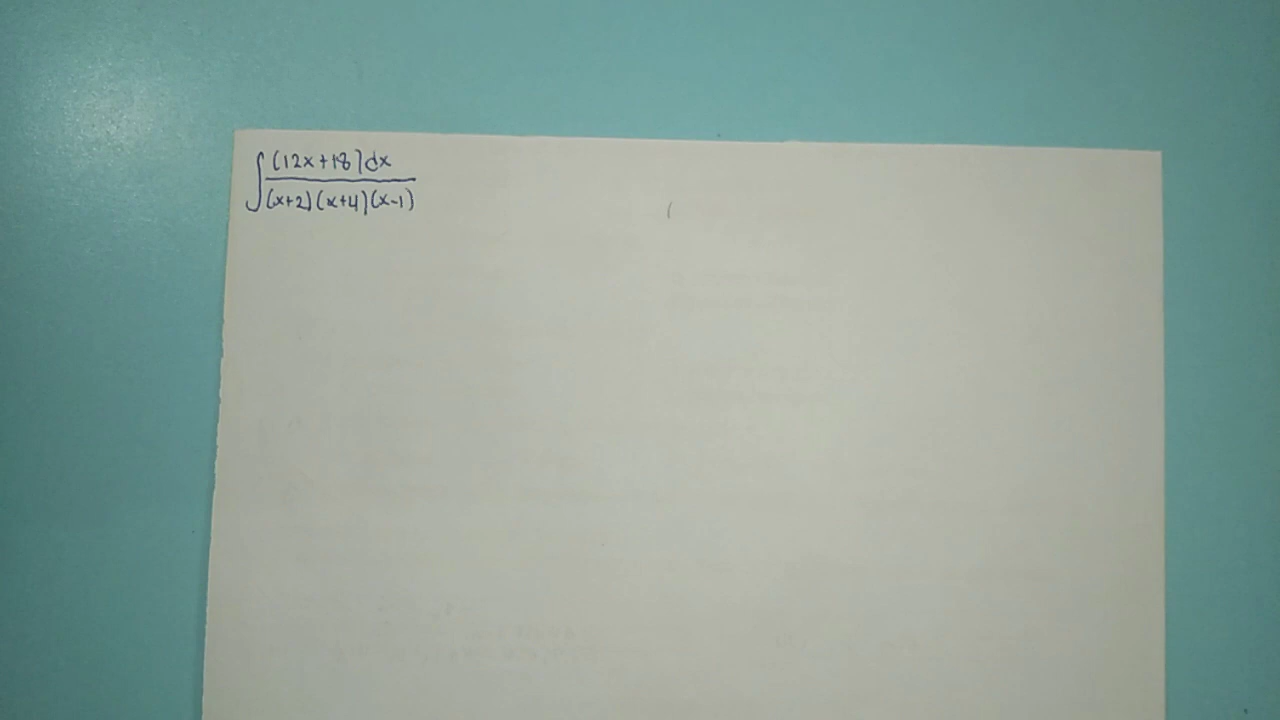 ∫ (12x+18)dx
(x+2)(x+4)(x-1)